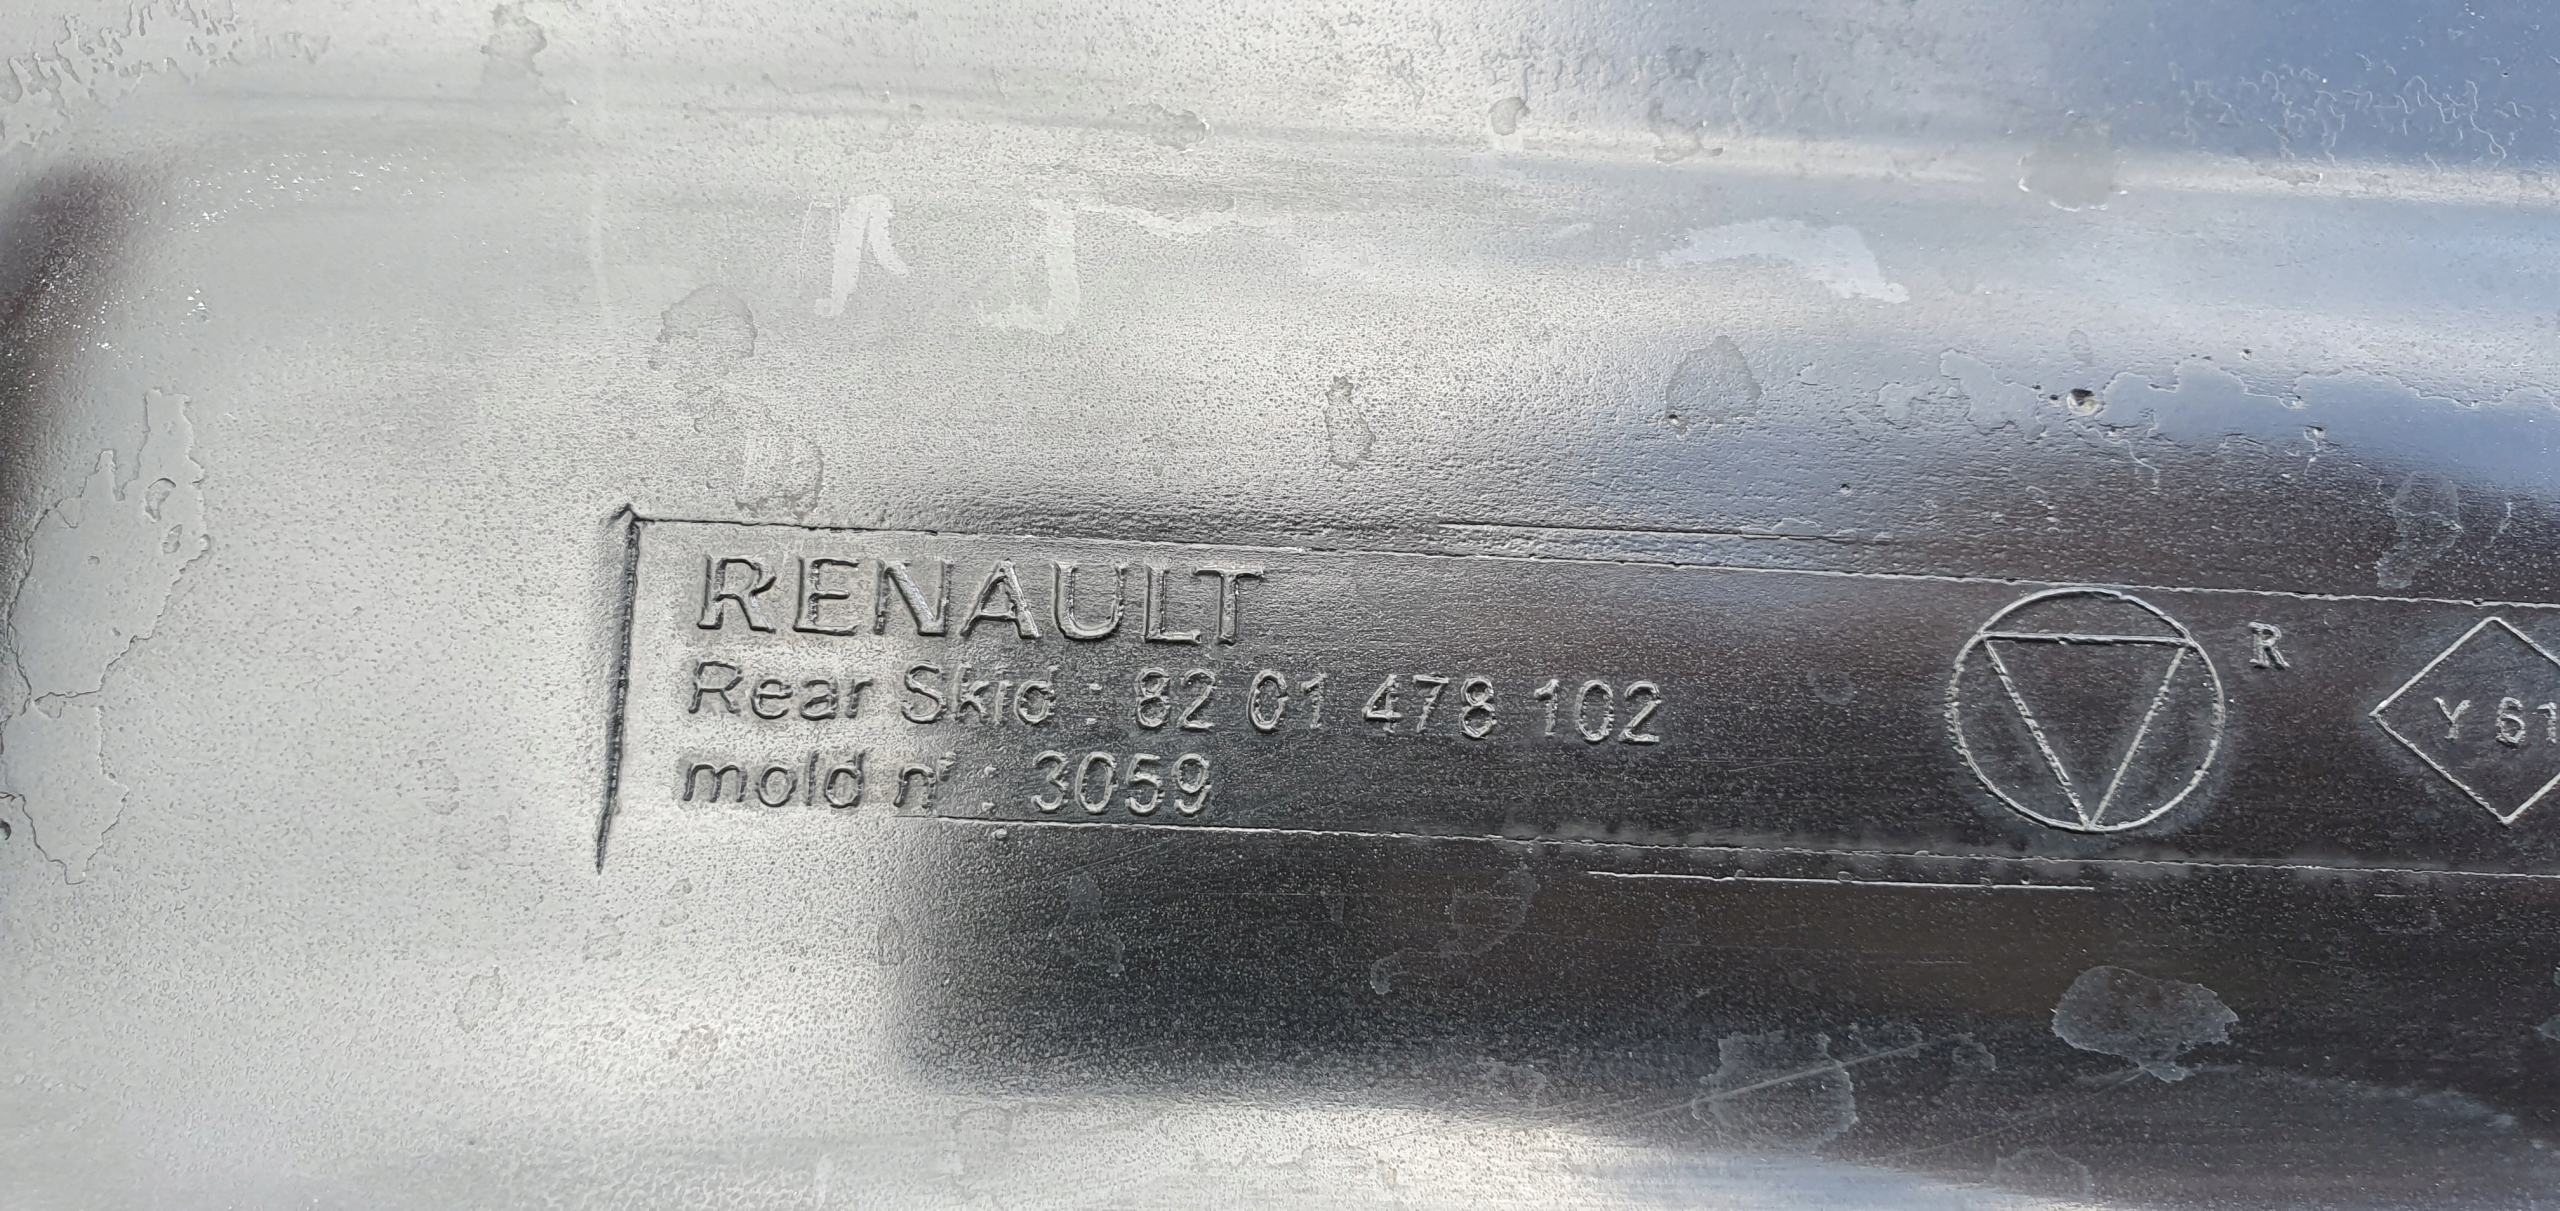 RENAULT
Rear Skid : 82 01 478 102
mold n° : 3059
R
Y 61